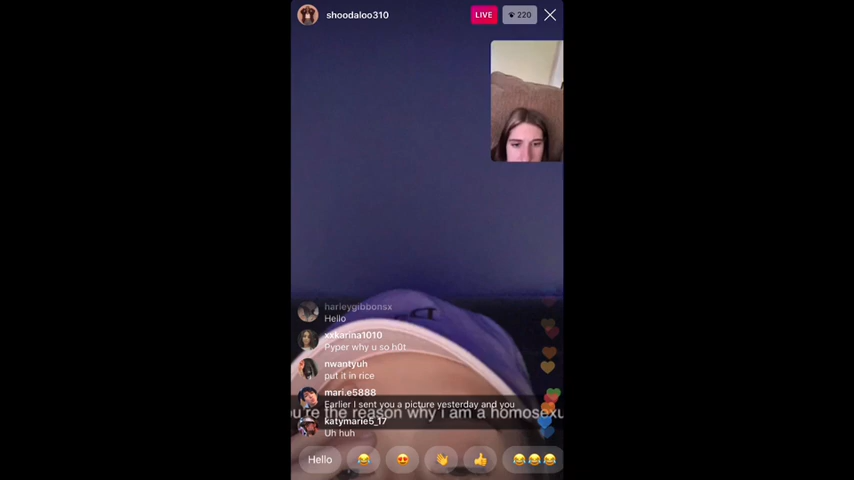 shoodaloo310
LIVE
220
harleygibbonsx
Hello
xxkarina1010
Pyper why u so h0t
nwantyuh
put it in rice
mari.e5888
Earlier I sent you a picture yesterday and you
ou're the reason why i am a homosexu
katymarie5_17
Uh huh
Hello